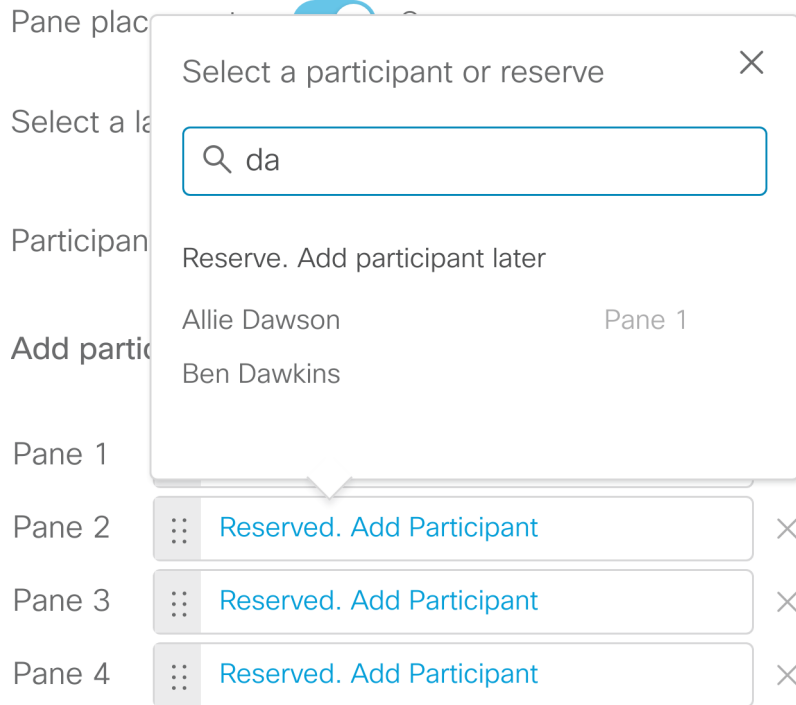 Pane plac
Select a la
Participan
Add partic
Select a participant or reserve
da
Reserve. Add participant later
Allie Dawson Pane 1
Ben Dawkins
Pane 1
Pane 2 Reserved. Add Participant
Pane 3 Reserved. Add Participant
Pane 4 Reserved. Add Participant